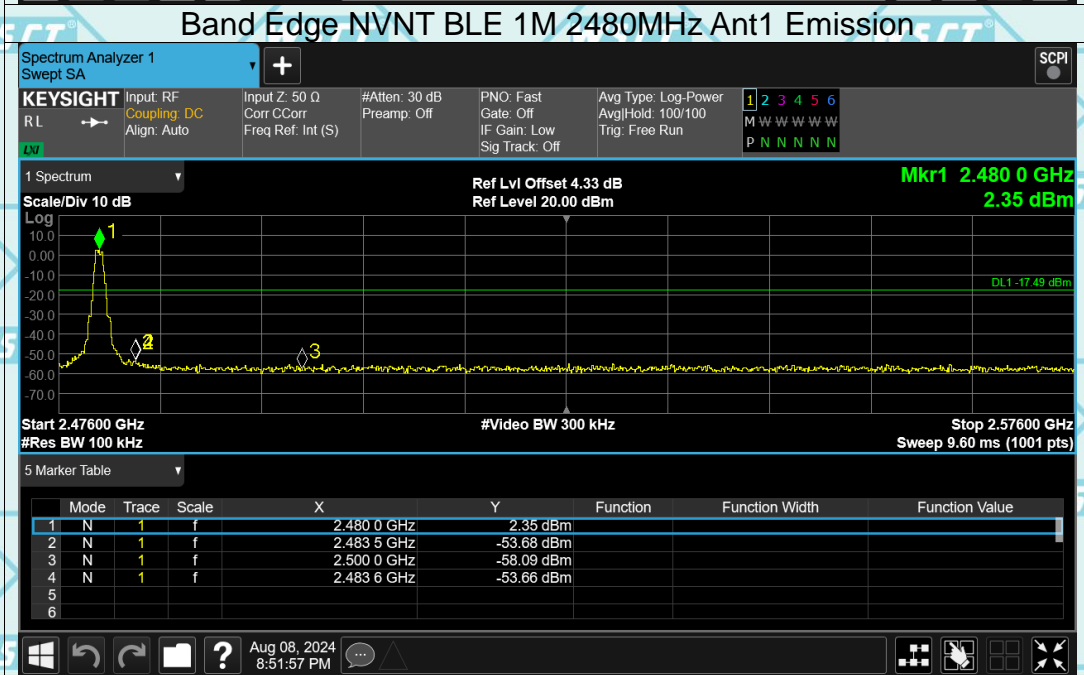 Band Edge NVNT BLE 1M 2480MHz Ant1 Emission
Spectrum Analyzer 1
Swept SA
SCPI
KEYSIGHT
RL
LXI
Input: RF
Coupling: DC
Align: Auto
Input Z: 50 Ω
Corr CCorr
Freq Ref: Int (S)
#Atten: 30 dB
Preamp: Off
PNO: Fast
Gate: Off
IF Gain: Low
Sig Track: Off
Avg Type: Log-Power
Avg|Hold: 100/100
Trig: Free Run
1 2 3 4 5 6
M W W W W W
P N N N N N
1 Spectrum
Scale/Div 10 dB
Ref Lvl Offset 4.33 dB
Ref Level 20.00 dBm
Mkr1 2.480 0 GHz
2.35 dBm
Log
10.0
0.00
-10.0
-20.0
-30.0
-40.0
-50.0
-60.0
-70.0
1
3
DL1 -17.49 dBm
Start 2.47600 GHz
#Res BW 100 kHz
#Video BW 300 kHz
Stop 2.57600 GHz
Sweep 9.60 ms (1001 pts)
5 Marker Table
Mode Trace Scale X Y Function Function Width Function Value
1 N 1 f 2.480 0 GHz 2.35 dBm
2 N 1 f 2.483 5 GHz -53.68 dBm
3 N 1 f 2.500 0 GHz -58.09 dBm
4 N 1 f 2.483 6 GHz -53.66 dBm
5
6
Aug 08, 2024
8:51:57 PM